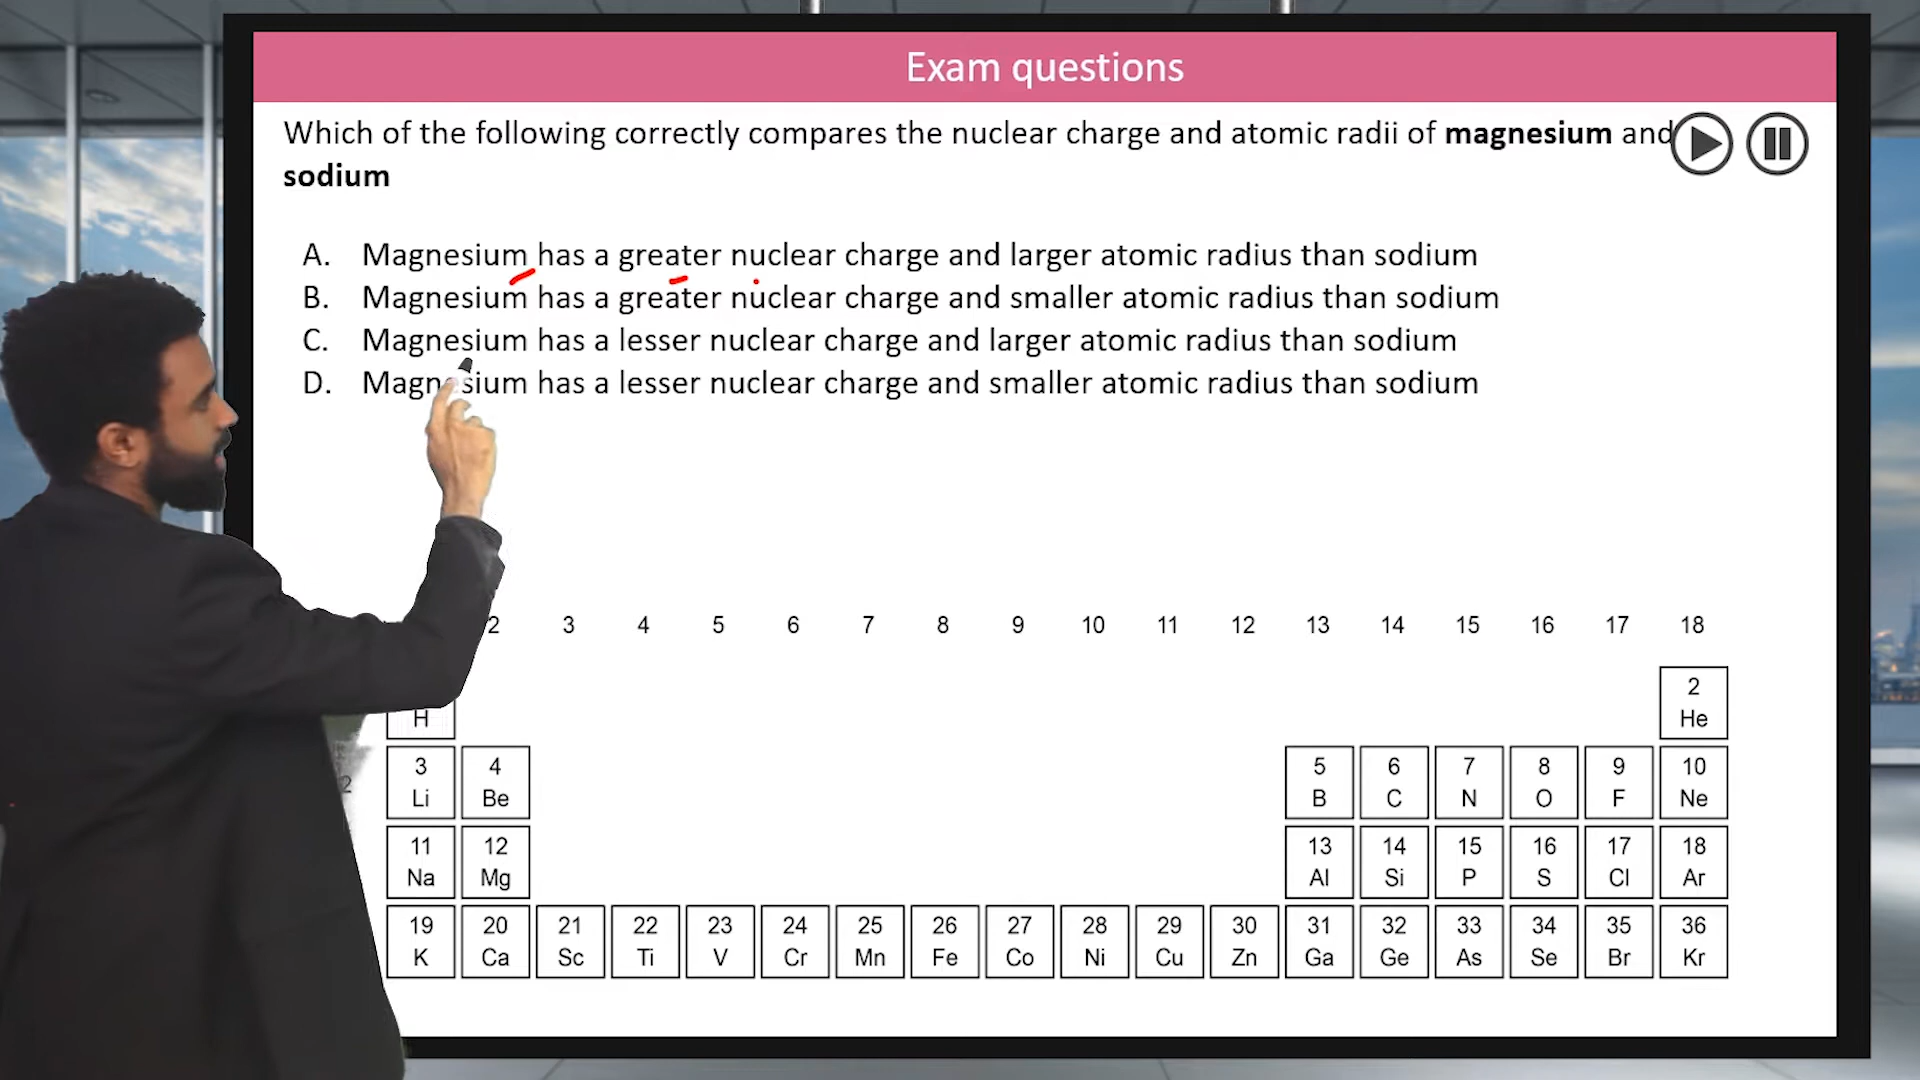 Exam questions
Which of the following correctly compares the nuclear charge and atomic radii of magnesium and
sodium
A. Magnesium has a greater nuclear charge and larger atomic radius than sodium
B. Magnesium has a greater nuclear charge and smaller atomic radius than sodium
C. Magnesium has a lesser nuclear charge and larger atomic radius than sodium
D. Magnesium has a lesser nuclear charge and smaller atomic radius than sodium
2 3 4 5 6 7 8 9 10 11 12 13 14 15 16 17 18
2
H He
2 3 4 5 6 7 8 9 10
Li Be B C N O F Ne
11 12 13 14 15 16 17 18
Na Mg Al Si P S Cl Ar
19 20 21 22 23 24 25 26 27 28 29 30 31 32 33 34 35 36
K Ca Sc Ti V Cr Mn Fe Co Ni Cu Zn Ga Ge As Se Br Kr